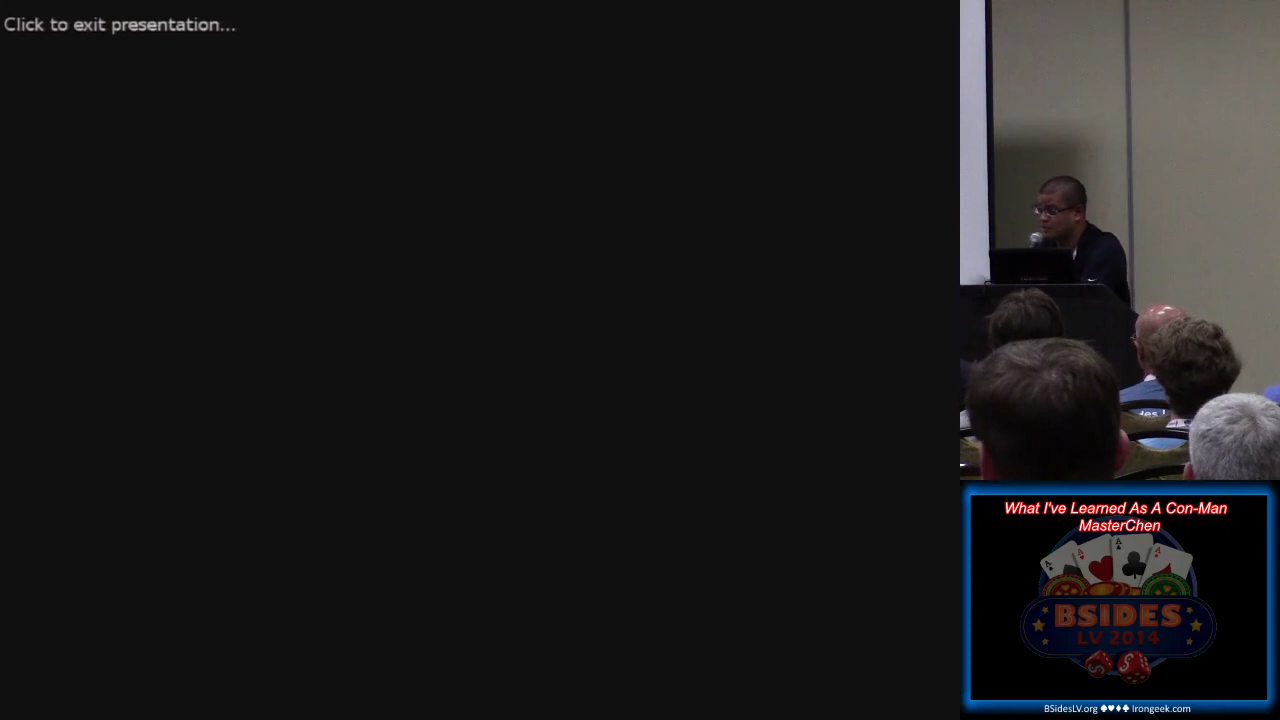 Click to exit presentation...
What I've Learned As A Con-Man
MasterChen
A
A
A
A
BSIDES
LV 2014
S
S
BSidesLV.org ♠♥♦♣ Irongeek.com